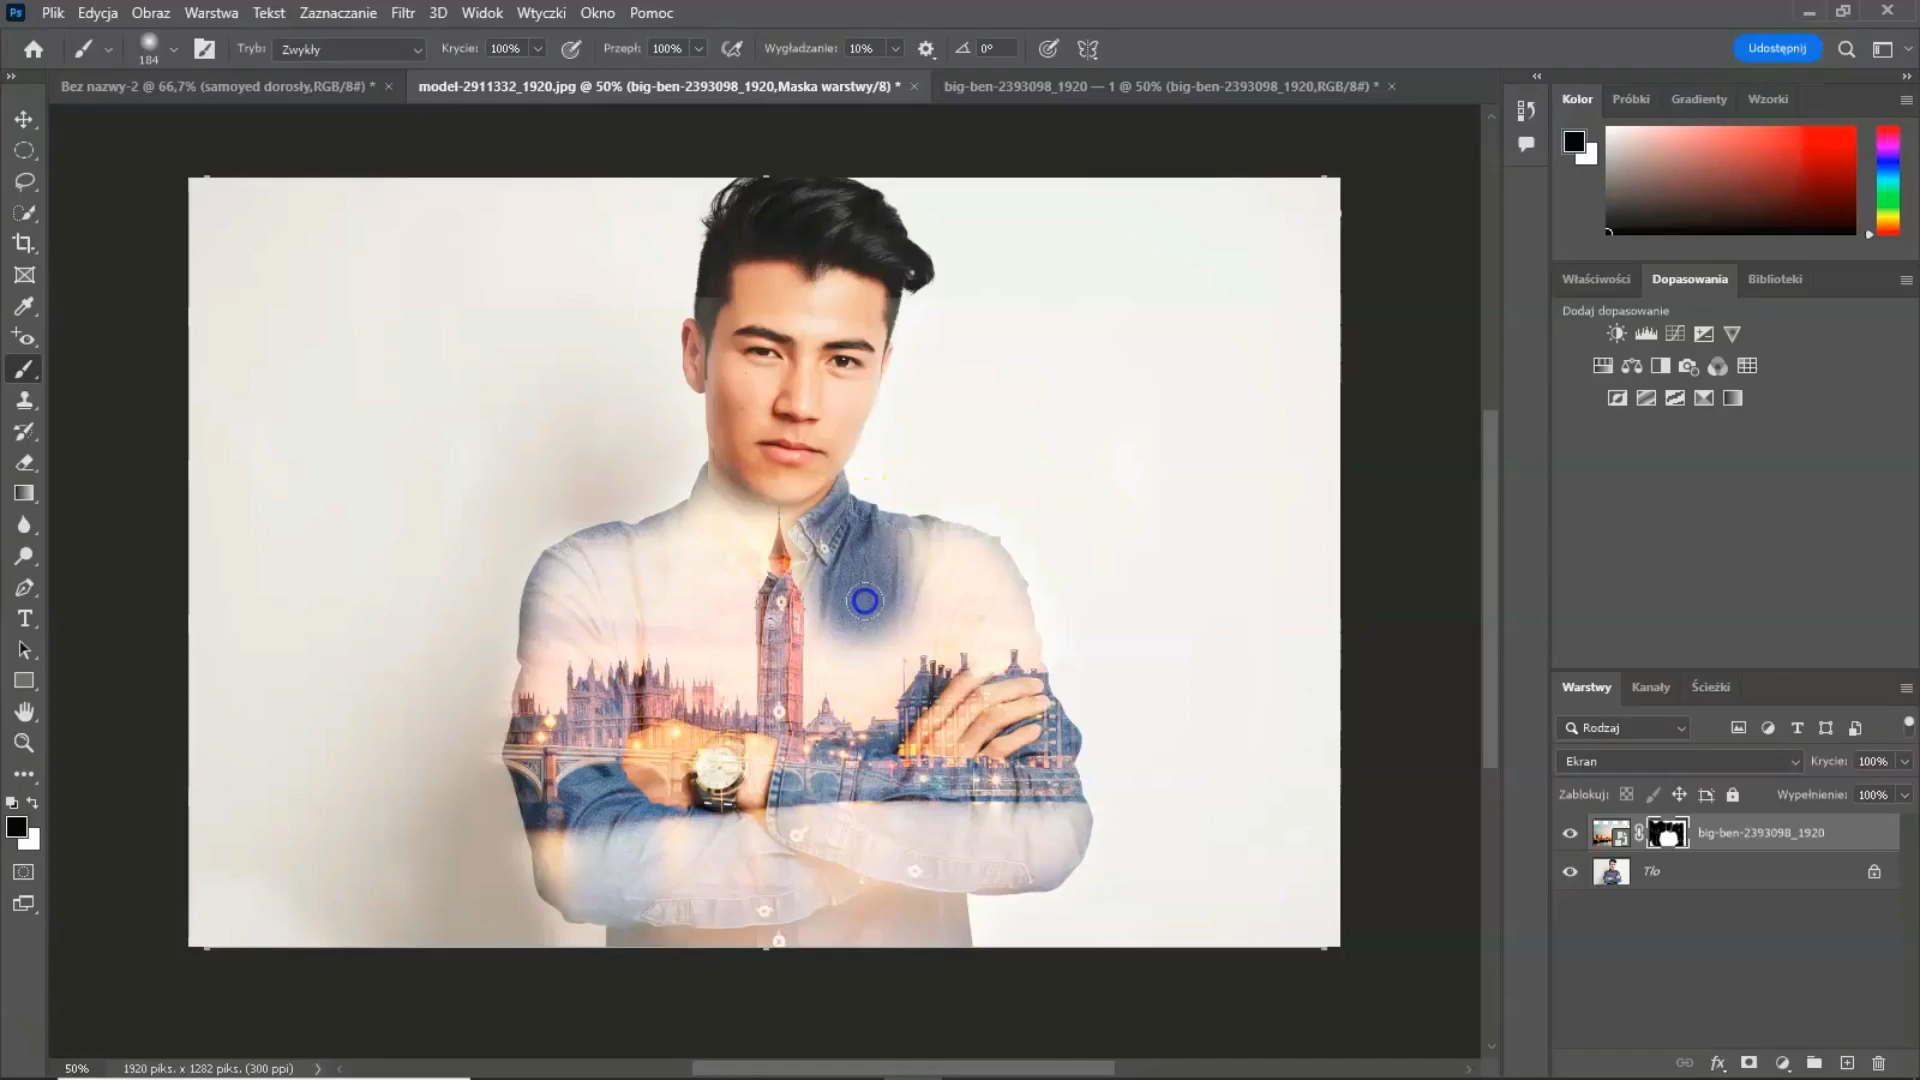 Ps Plik Edycja Obraz Warstwa Tekst Zaznaczanie Filtr 3D Widok Wtyczki Okno Pomoc
184 Tryb: Zwykły Krycie: 100% Przepł: 100% Wygładzanie: 10% 0° Udostępnij
Bez nazwy-2 @ 66,7% (samoyed dorosły,RGB/8#) * × model-2911332_1920.jpg @ 50% (big-ben-2393098_1920,Maska warstwy/8) * × big-ben-2393098_1920 — 1 @ 50% (big-ben-2393098_1920,RGB/8#) * ×
Kolor Próbki Gradienty Wzorki
Właściwości Dopasowania Biblioteki
Dodaj dopasowanie
Warstwy Kanały Ścieżki
Rodzaj
Ekran Krycie: 100%
Zablokuj: Wypełnienie: 100%
big-ben-2393098_1920
Tło
fx
50% 1920 piks. x 1282 piks. (300 ppi)